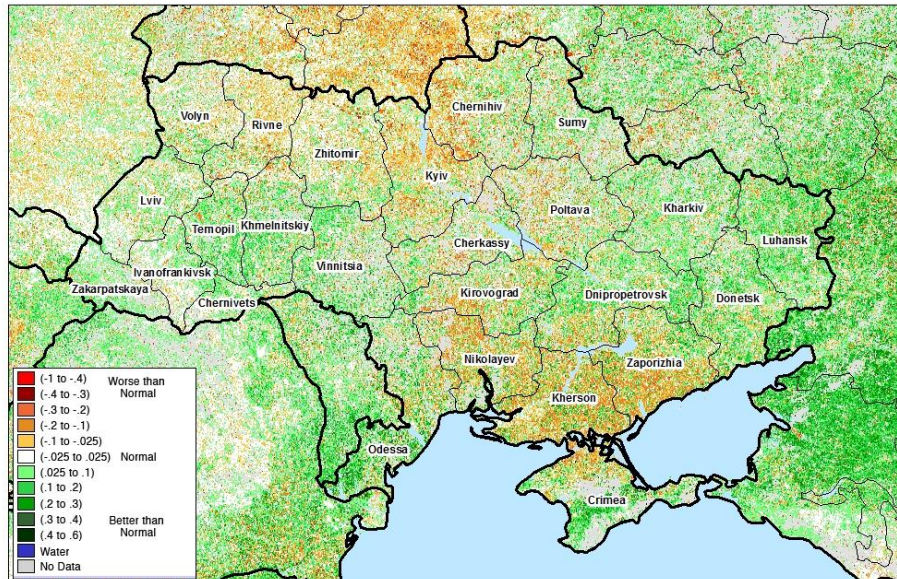 Chernihiv
Volyn
Rivne
Sumy
Zhitomir
Kyiv
Lviv
Ternopil
Khmelnitskiy
Poltava
Kharkiv
Cherkassy
Luhansk
Vinnitsia
Ivanofrankivsk
Zakarpatskaya
Chernivets
Kirovograd
Dnipropetrovsk
Donetsk
Nikolayev
Zaporizhia
Kherson
Odessa
Crimea
(-1 to -.4) Worse than
(-.4 to -.3) Normal
(-.3 to -.2)
(-.2 to -.1)
(-.1 to -.025)
(-.025 to .025) Normal
(.025 to .1)
(.1 to .2)
(.2 to .3)
(.3 to .4) Better than
(.4 to .6) Normal
Water
No Data